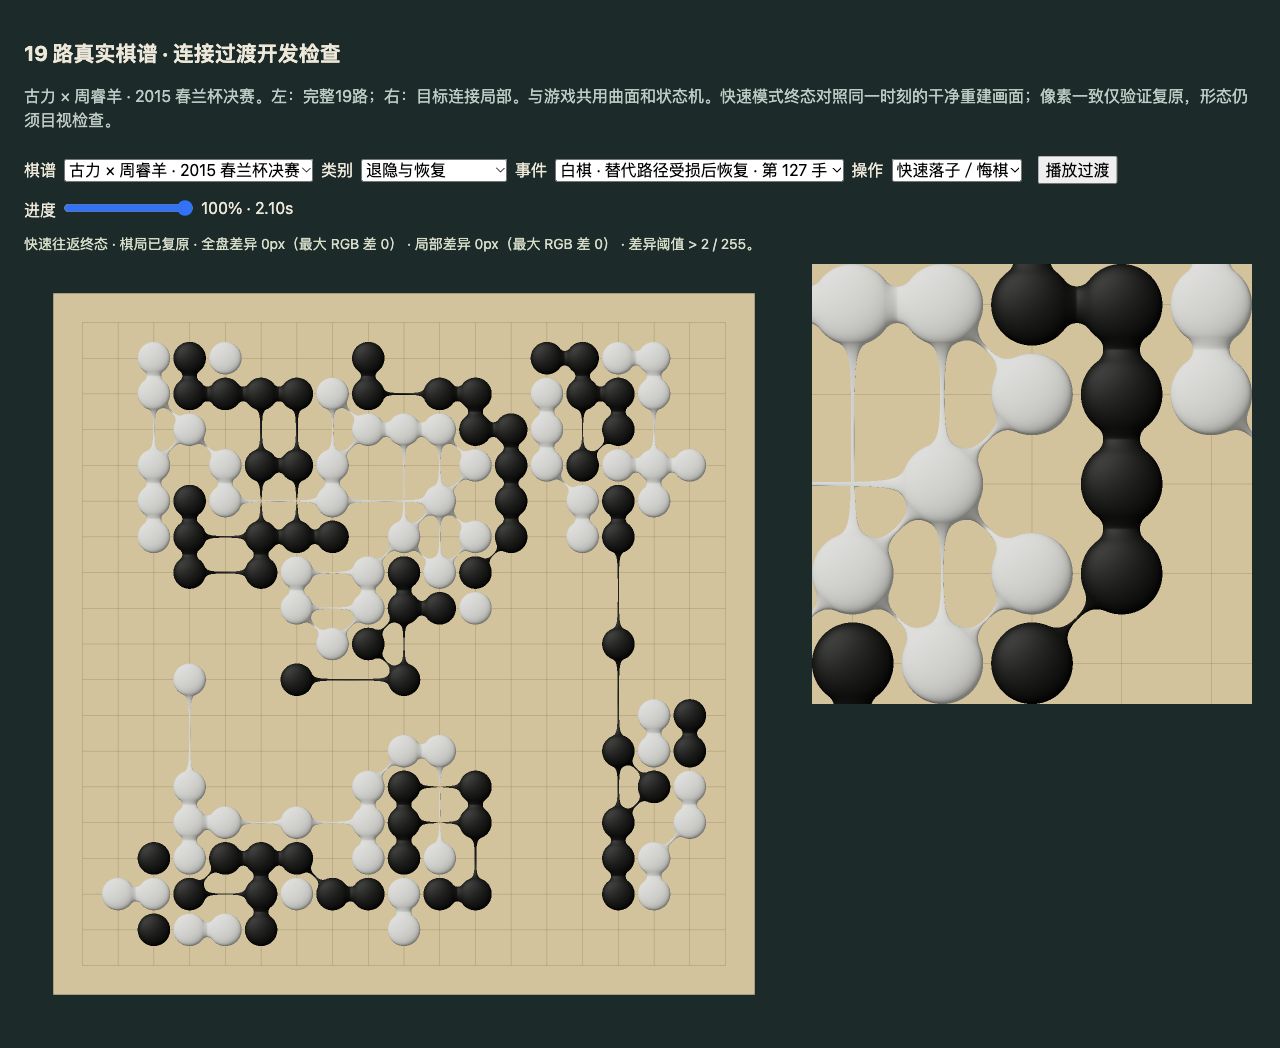 19 路真实棋谱 · 连接过渡开发检查
古力 × 周睿羊 · 2015 春兰杯决赛。左：完整19路；右：目标连接局部。与游戏共用曲面和状态机。快速模式终态对照同一时刻的干净重建画面；像素一致仅验证复原，形态仍
须目视检查。
棋谱 古力 × 周睿羊 · 2015 春兰杯决赛 类别 退隐与恢复 事件 白棋 · 替代路径受损后恢复 · 第 127 手 操作 快速落子 / 悔棋 播放过渡
进度 100% · 2.10s
快速往返终态 · 棋局已复原 · 全盘差异 0px（最大 RGB 差 0） · 局部差异 0px（最大 RGB 差 0） · 差异阈值 > 2 / 255。